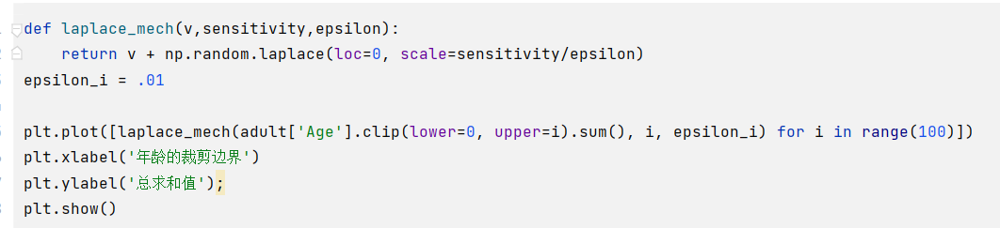 def laplace_mech(v,sensitivity,epsilon):
    return v + np.random.laplace(loc=0, scale=sensitivity/epsilon)
epsilon_i = .01
plt.plot([laplace_mech(adult['Age'].clip(lower=0, upper=i).sum(), i, epsilon_i) for i in range(100)])
plt.xlabel('年龄的裁剪边界')
plt.ylabel('总求和值');
plt.show()